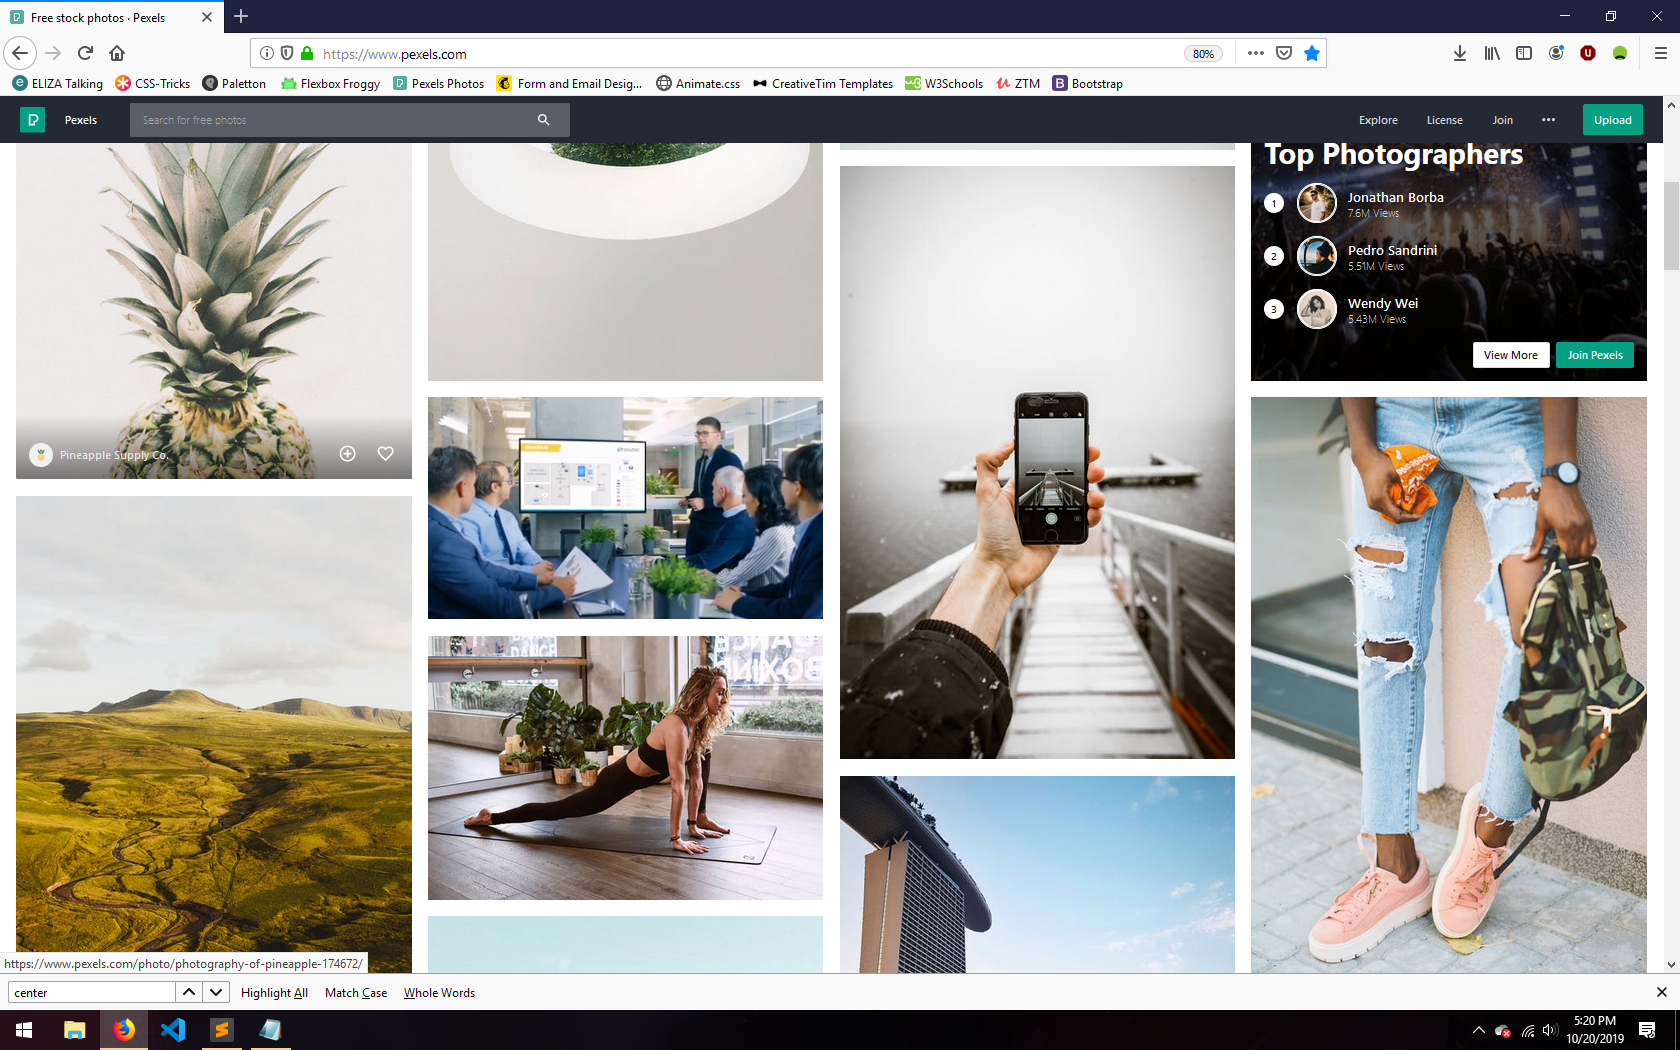 Free stock photos · Pexels
https://www.pexels.com
80%
ELIZA Talking
CSS-Tricks
Paletton
Flexbox Froggy
Pexels Photos
Form and Email Desig...
Animate.css
CreativeTim Templates
W3Schools
ZTM
Bootstrap
Pexels
Search for free photos
Explore
License
Join
Upload
Top Photographers
1
Jonathan Borba
7.6M Views
2
Pedro Sandrini
5.51M Views
3
Wendy Wei
5.43M Views
View More
Join Pexels
Pineapple Supply Co.
DANCE
https://www.pexels.com/photo/photography-of-pineapple-174672/
center
Highlight All
Match Case
Whole Words
5:20 PM
10/20/2019